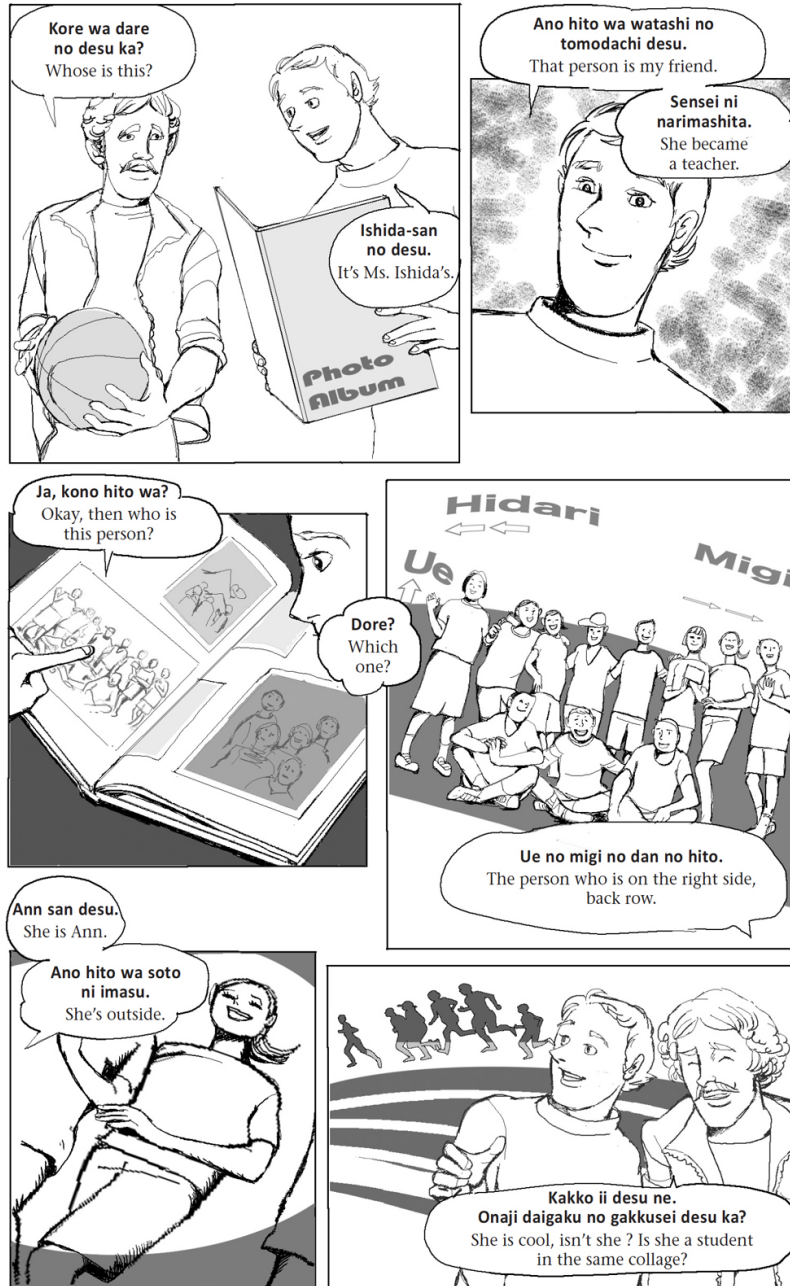 Kore wa dare
no desu ka?
Whose is this?
Ishida-san
no desu.
It's Ms. Ishida's.
Photo
Album
Ano hito wa watashi no
tomodachi desu.
That person is my friend.
Sensei ni
narimashita.
She became
a teacher.
Ja, kono hito wa?
Okay, then who is
this person?
Dore?
Which
one?
Hidari
Ue
Migi
Ue no migi no dan no hito.
The person who is on the right side,
back row.
Ann san desu.
She is Ann.
Ano hito wa soto
ni imasu.
She's outside.
Kakko ii desu ne.
Onaji daigaku no gakkusei desu ka?
She is cool, isn't she ? Is she a student
in the same collage?